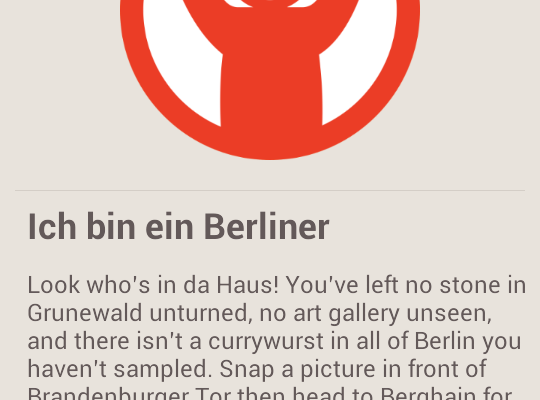 Ich bin ein Berliner
Look who's in da Haus! You've left no stone in
Grunewald unturned, no art gallery unseen,
and there isn't a currywurst in all of Berlin you
haven't sampled. Snap a picture in front of
Brandenburger Tor then head to Berghain for